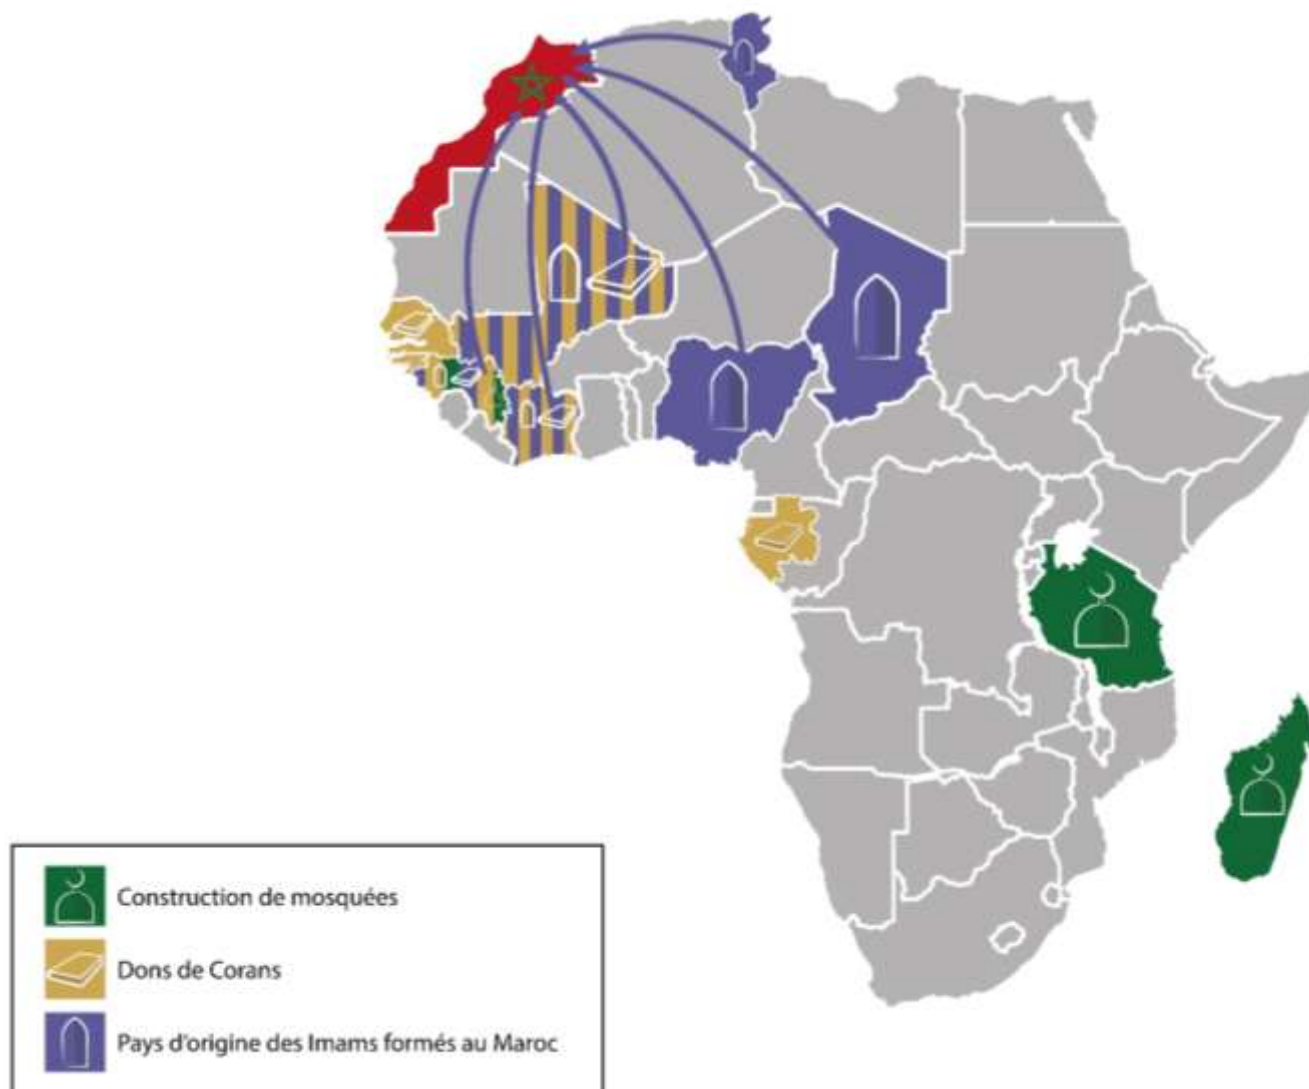 Construction de mosquées
Dons de Corans
Pays d'origine des Imams formés au Maroc